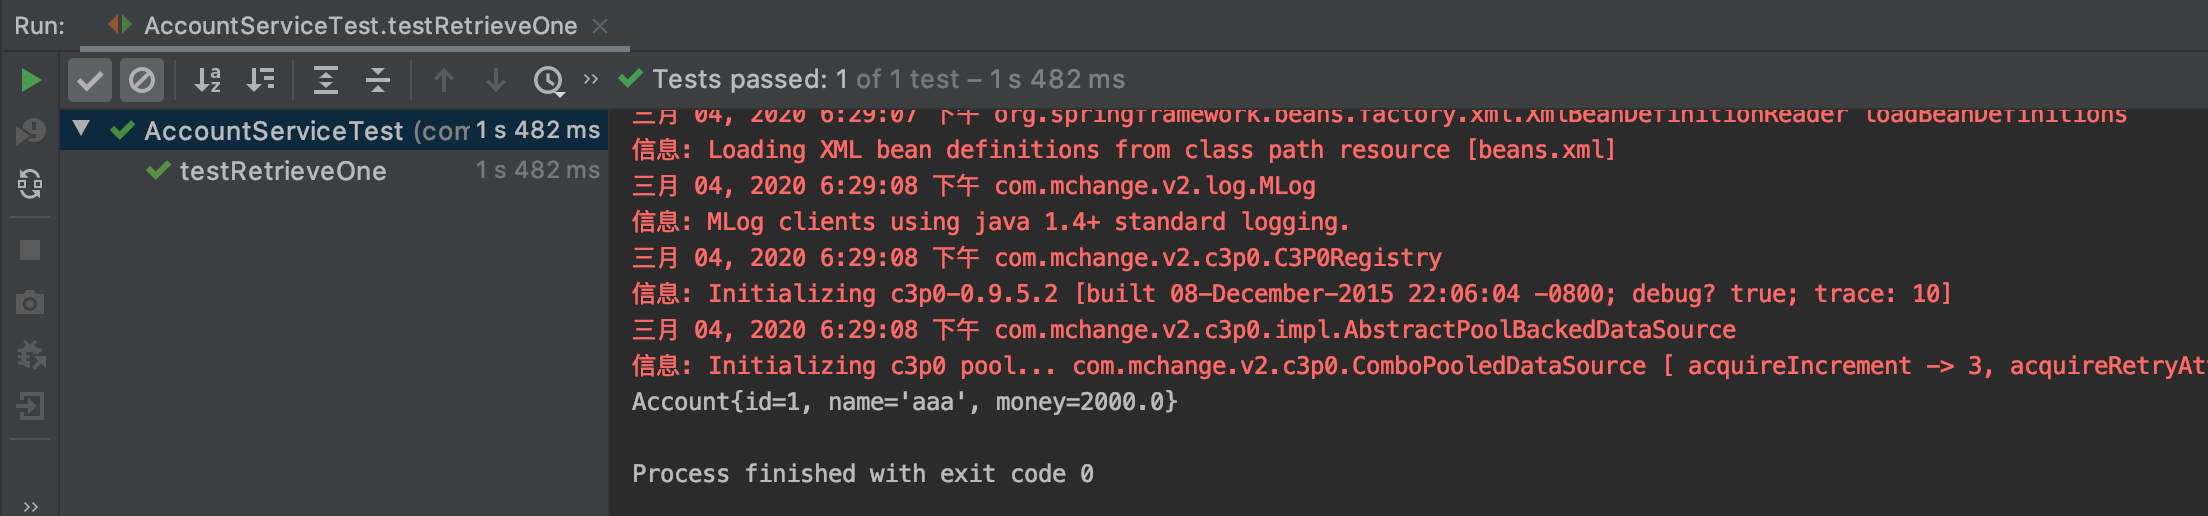 Run: AccountServiceTest.testRetrieveOne
Tests passed: 1 of 1 test – 1 s 482 ms
AccountServiceTest (com 1 s 482 ms
testRetrieveOne 1 s 482 ms
三月 04, 2020 6:29:07 下午 org.springframework.beans.factory.xml.XmlBeanDefinitionReader loadBeanDefinitions
信息: Loading XML bean definitions from class path resource [beans.xml]
三月 04, 2020 6:29:08 下午 com.mchange.v2.log.MLog
信息: MLog clients using java 1.4+ standard logging.
三月 04, 2020 6:29:08 下午 com.mchange.v2.c3p0.C3P0Registry
信息: Initializing c3p0-0.9.5.2 [built 08-December-2015 22:06:04 -0800; debug? true; trace: 10]
三月 04, 2020 6:29:08 下午 com.mchange.v2.c3p0.impl.AbstractPoolBackedDataSource
信息: Initializing c3p0 pool... com.mchange.v2.c3p0.ComboPooledDataSource [ acquireIncrement -> 3, acquireRetryAt
Account{id=1, name='aaa', money=2000.0}
Process finished with exit code 0